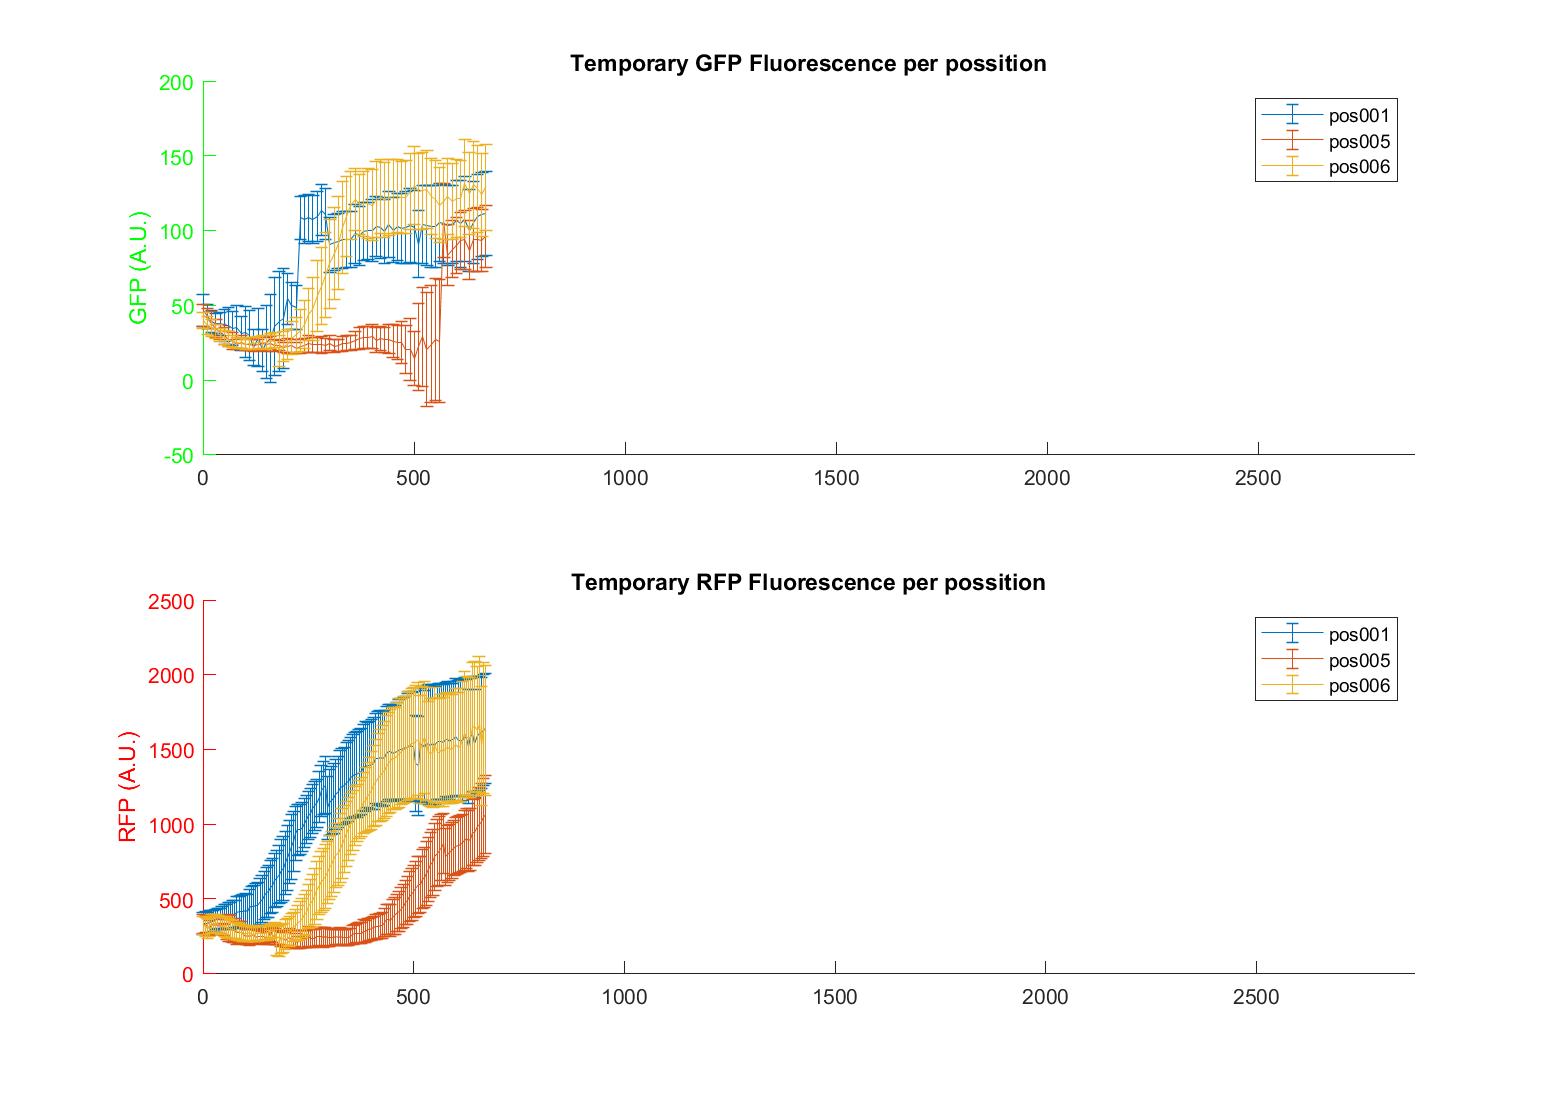 Temporary GFP Fluorescence per possition
200
150
100
50
0
-50
GFP (A.U.)
0 500 1000 1500 2000 2500
pos001
pos005
pos006
Temporary RFP Fluorescence per possition
2500
2000
1500
1000
500
0
RFP (A.U.)
0 500 1000 1500 2000 2500
pos001
pos005
pos006